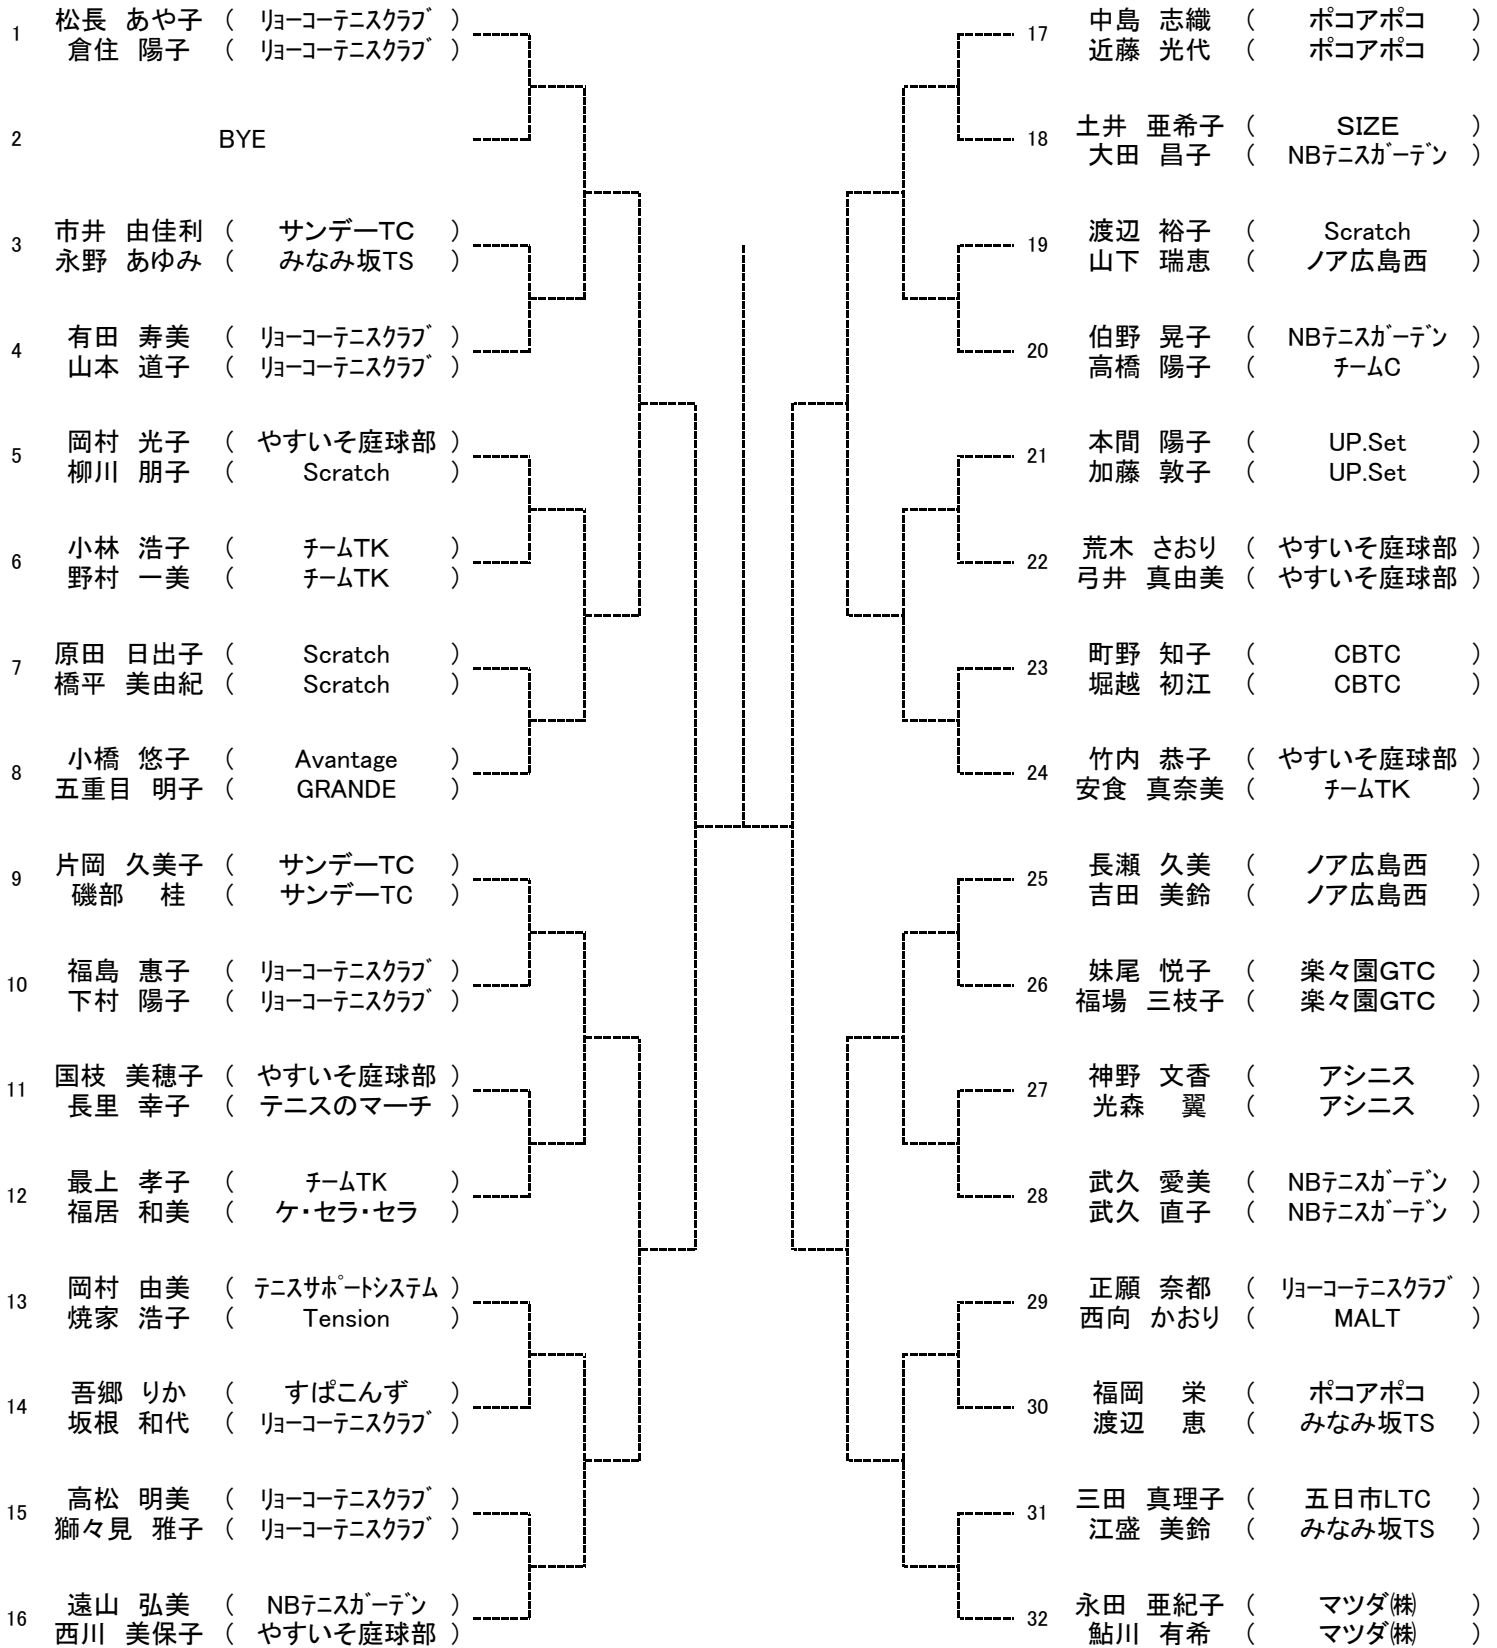 1 松長 あや子 ( リョーコーテニスクラブ )
倉住 陽子 ( リョーコーテニスクラブ )
2 BYE
3 市井 由佳利 ( サンデーTC )
永野 あゆみ ( みなみ坂TS )
4 有田 寿美 ( リョーコーテニスクラブ )
山本 道子 ( リョーコーテニスクラブ )
5 岡村 光子 ( やすいそ庭球部 )
柳川 朋子 ( Scratch )
6 小林 浩子 ( チームTK )
野村 一美 ( チームTK )
7 原田 日出子 ( Scratch )
橋平 美由紀 ( Scratch )
8 小橋 悠子 ( Avantage )
五重目 明子 ( GRANDE )
9 片岡 久美子 ( サンデーTC )
磯部 桂 ( サンデーTC )
10 福島 惠子 ( リョーコーテニスクラブ )
下村 陽子 ( リョーコーテニスクラブ )
11 国枝 美穂子 ( やすいそ庭球部 )
長里 幸子 ( テニスのマーチ )
12 最上 孝子 ( チームTK )
福居 和美 ( ケ・セラ・セラ )
13 岡村 由美 ( テニスサポートシステム )
焼家 浩子 ( Tension )
14 吾郷 りか ( すぱこんず )
坂根 和代 ( リョーコーテニスクラブ )
15 高松 明美 ( リョーコーテニスクラブ )
獅々見 雅子 ( リョーコーテニスクラブ )
16 遠山 弘美 ( NBテニスガーデン )
西川 美保子 ( やすいそ庭球部 )
17 中島 志織 ( ポコアポコ )
近藤 光代 ( ポコアポコ )
18 土井 亜希子 ( SIZE )
大田 昌子 ( NBテニスガーデン )
19 渡辺 裕子 ( Scratch )
山下 瑞恵 ( ノア広島西 )
20 伯野 晃子 ( NBテニスガーデン )
高橋 陽子 ( チームC )
21 本間 陽子 ( UP.Set )
加藤 敦子 ( UP.Set )
22 荒木 さおり ( やすいそ庭球部 )
弓井 真由美 ( やすいそ庭球部 )
23 町野 知子 ( CBTC )
堀越 初江 ( CBTC )
24 竹内 恭子 ( やすいそ庭球部 )
安食 真奈美 ( チームTK )
25 長瀬 久美 ( ノア広島西 )
吉田 美鈴 ( ノア広島西 )
26 妹尾 悦子 ( 楽々園GTC )
福場 三枝子 ( 楽々園GTC )
27 神野 文香 ( アシニス )
光森 翼 ( アシニス )
28 武久 愛美 ( NBテニスガーデン )
武久 直子 ( NBテニスガーデン )
29 正願 奈都 ( リョーコーテニスクラブ )
西向 かおり ( MALT )
30 福岡 栄 ( ポコアポコ )
渡辺 恵 ( みなみ坂TS )
31 三田 真理子 ( 五日市LTC )
江盛 美鈴 ( みなみ坂TS )
32 永田 亜紀子 ( マツダ㈱ )
鮎川 有希 ( マツダ㈱ )